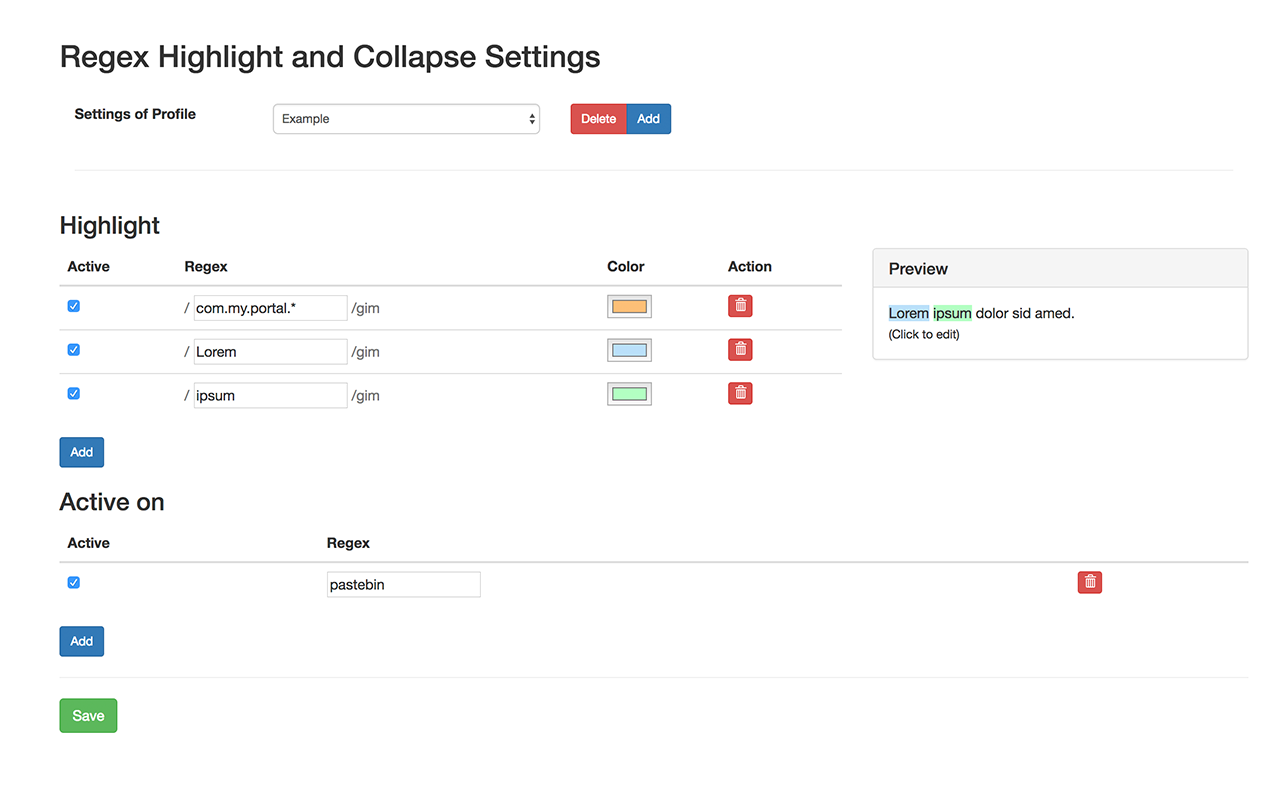 Regex Highlight and Collapse Settings
Settings of Profile Example Delete Add
Highlight
Active Regex Color Action
/ com.my.portal.* /gim
/ Lorem /gim
/ ipsum /gim
Add
Preview
Lorem ipsum dolor sid amed.
(Click to edit)
Active on
Active Regex
pastebin
Add
Save